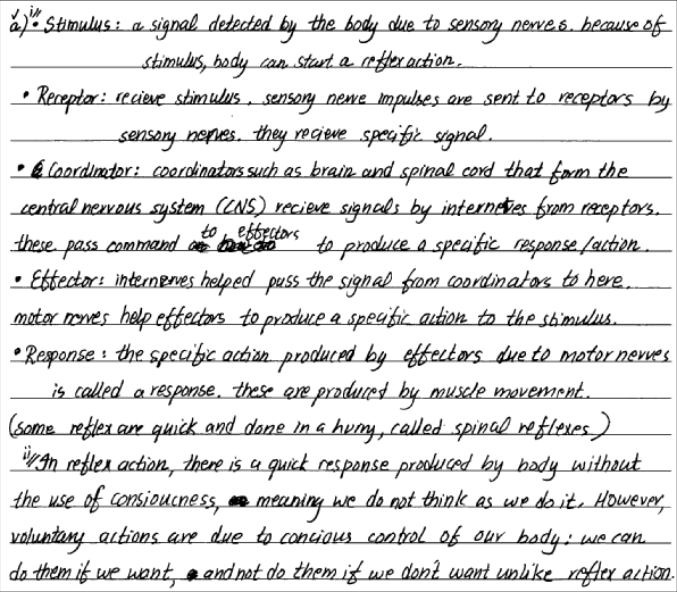 a) i// • Stimulus: a signal detected by the body due to sensory nerves. because of
stimulus, body can start a reflex action.
• Receptor: recieve stimulus. sensory nerve impulses are sent to receptors by
sensory nerves. they recieve specific signal.
• Coordinator: coordinators such as brain and spinal cord that form the
central nervous system (CNS) recieve signals by internerves from receptors.
these pass command to effectors to produce a specific response/action.
• Effector: internerves helped pass the signal from coordinators to here.
motor nerves help effectors to produce a specific action to the stimulus.
• Response: the specific action produced by effectors due to motor nerves
is called a response. these are produced by muscle movement.
(some reflex are quick and done in a hurry, called spinal reflexes)
ii// In reflex action, there is a quick response produced by body without
the use of consioucness, meaning we do not think as we do it. However,
voluntary actions are due to concious control of our body: we can
do them if we want, and not do them if we don't want unlike reflex action.